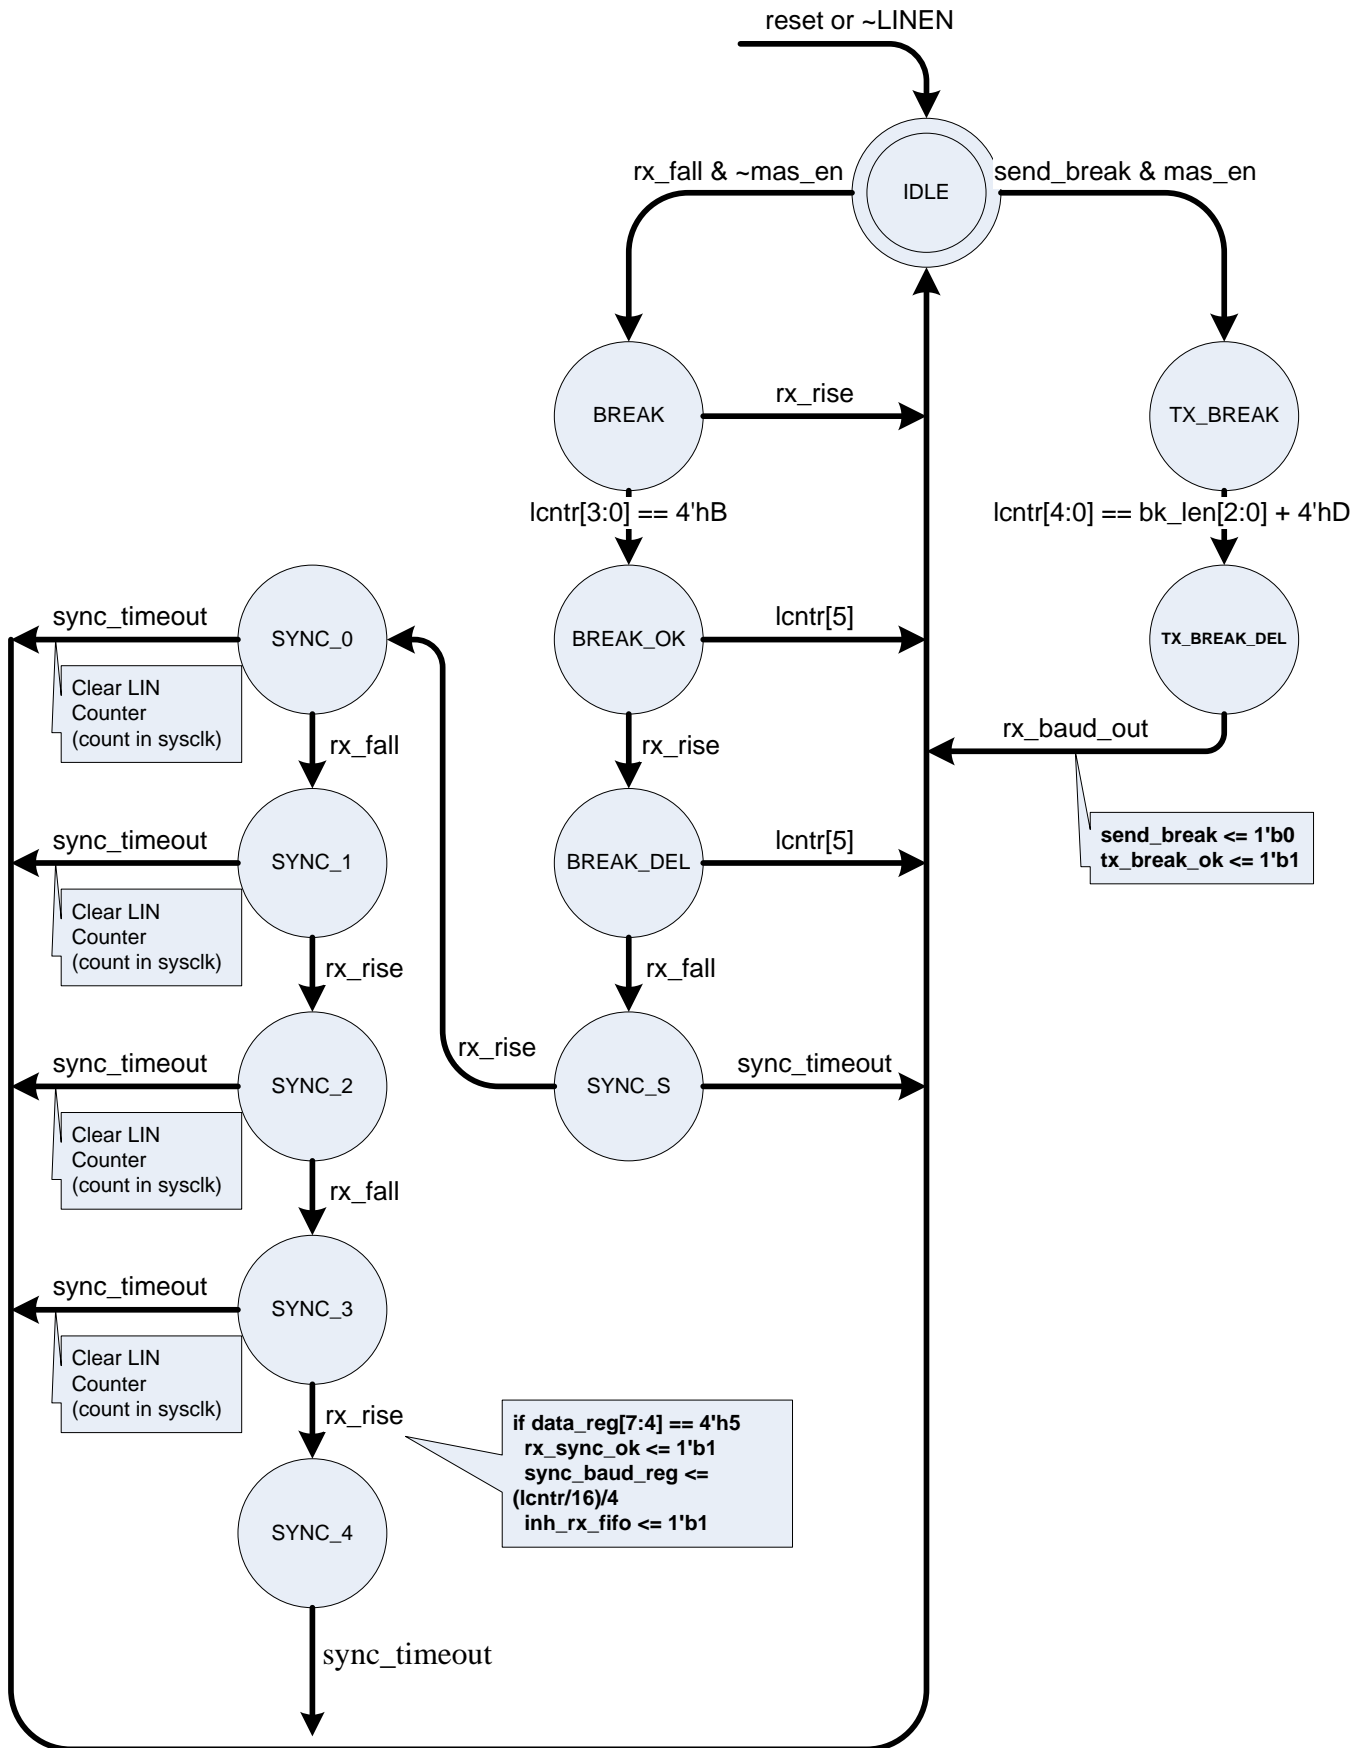 reset or ~LINEN
rx_fall & ~mas_en
IDLE
send_break & mas_en
BREAK
rx_rise
TX_BREAK
lcntr[3:0] == 4'hB
lcntr[4:0] == bk_len[2:0] + 4'hD
sync_timeout
SYNC_0
BREAK_OK
lcntr[5]
TX_BREAK_DEL
Clear LIN
Counter
(count in sysclk)
rx_fall
rx_rise
rx_baud_out
sync_timeout
SYNC_1
BREAK_DEL
lcntr[5]
send_break <= 1'b0
tx_break_ok <= 1'b1
Clear LIN
Counter
(count in sysclk)
rx_rise
rx_fall
sync_timeout
SYNC_2
rx_rise
SYNC_S
sync_timeout
Clear LIN
Counter
(count in sysclk)
rx_fall
sync_timeout
SYNC_3
Clear LIN
Counter
(count in sysclk)
rx_rise
if data_reg[7:4] == 4'h5
rx_sync_ok <= 1'b1
sync_baud_reg <=
(lcntr/16)/4
inh_rx_fifo <= 1'b1
SYNC_4
sync_timeout